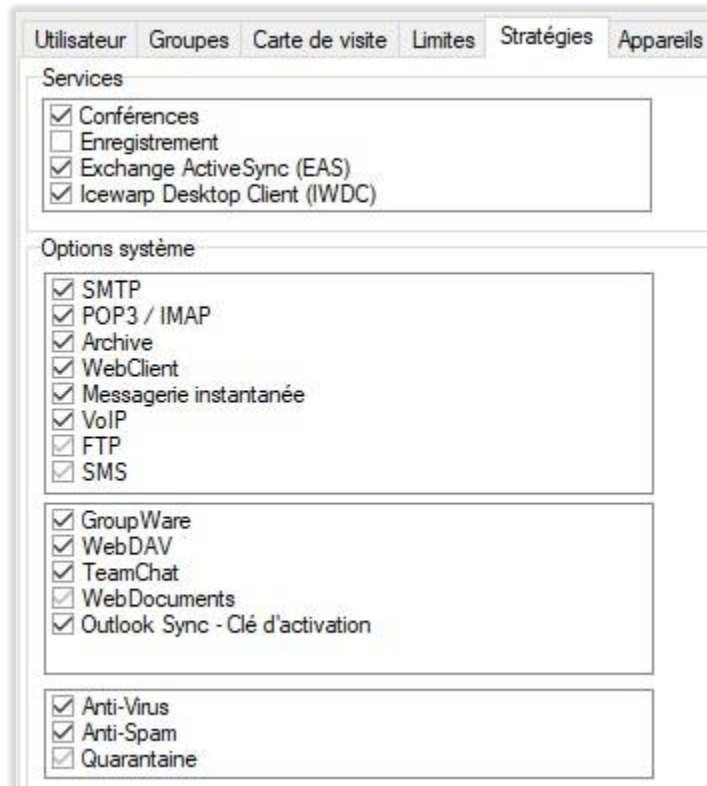 Utilisateur Groupes Carte de visite Limites Stratégies Appareils
Services
Conférences
Enregistrement
Exchange ActiveSync (EAS)
Icewarp Desktop Client (IWDC)
Options système
SMTP
POP3 / IMAP
Archive
WebClient
Messagerie instantanée
VoIP
FTP
SMS
GroupWare
WebDAV
TeamChat
WebDocuments
Outlook Sync - Clé d'activation
Anti-Virus
Anti-Spam
Quarantaine